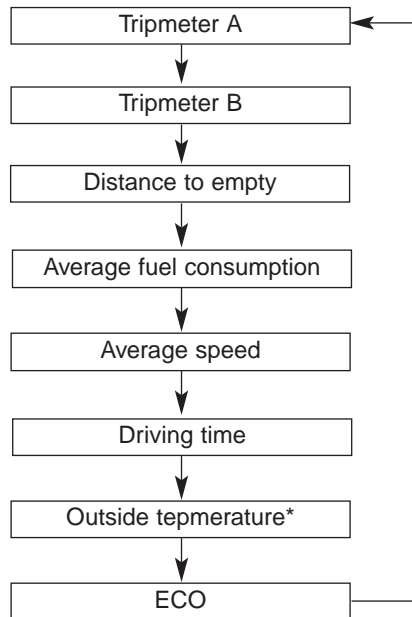 Tripmeter A
Tripmeter B
Distance to empty
Average fuel consumption
Average speed
Driving time
Outside tepmerature*
ECO